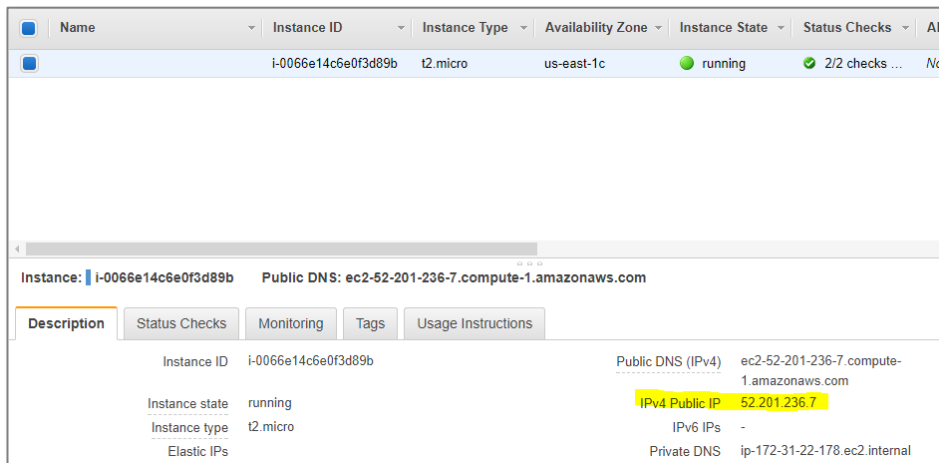 Name Instance ID Instance Type Availability Zone Instance State Status Checks
i-0066e14c6e0f3d89b t2.micro us-east-1c running 2/2 checks ... No
Instance: i-0066e14c6e0f3d89b Public DNS: ec2-52-201-236-7.compute-1.amazonaws.com
Description Status Checks Monitoring Tags Usage Instructions
Instance ID i-0066e14c6e0f3d89b Public DNS (IPv4) ec2-52-201-236-7.compute-
1.amazonaws.com
Instance state running IPv4 Public IP 52.201.236.7
Instance type t2.micro IPv6 IPs -
Elastic IPs Private DNS ip-172-31-22-178.ec2.internal